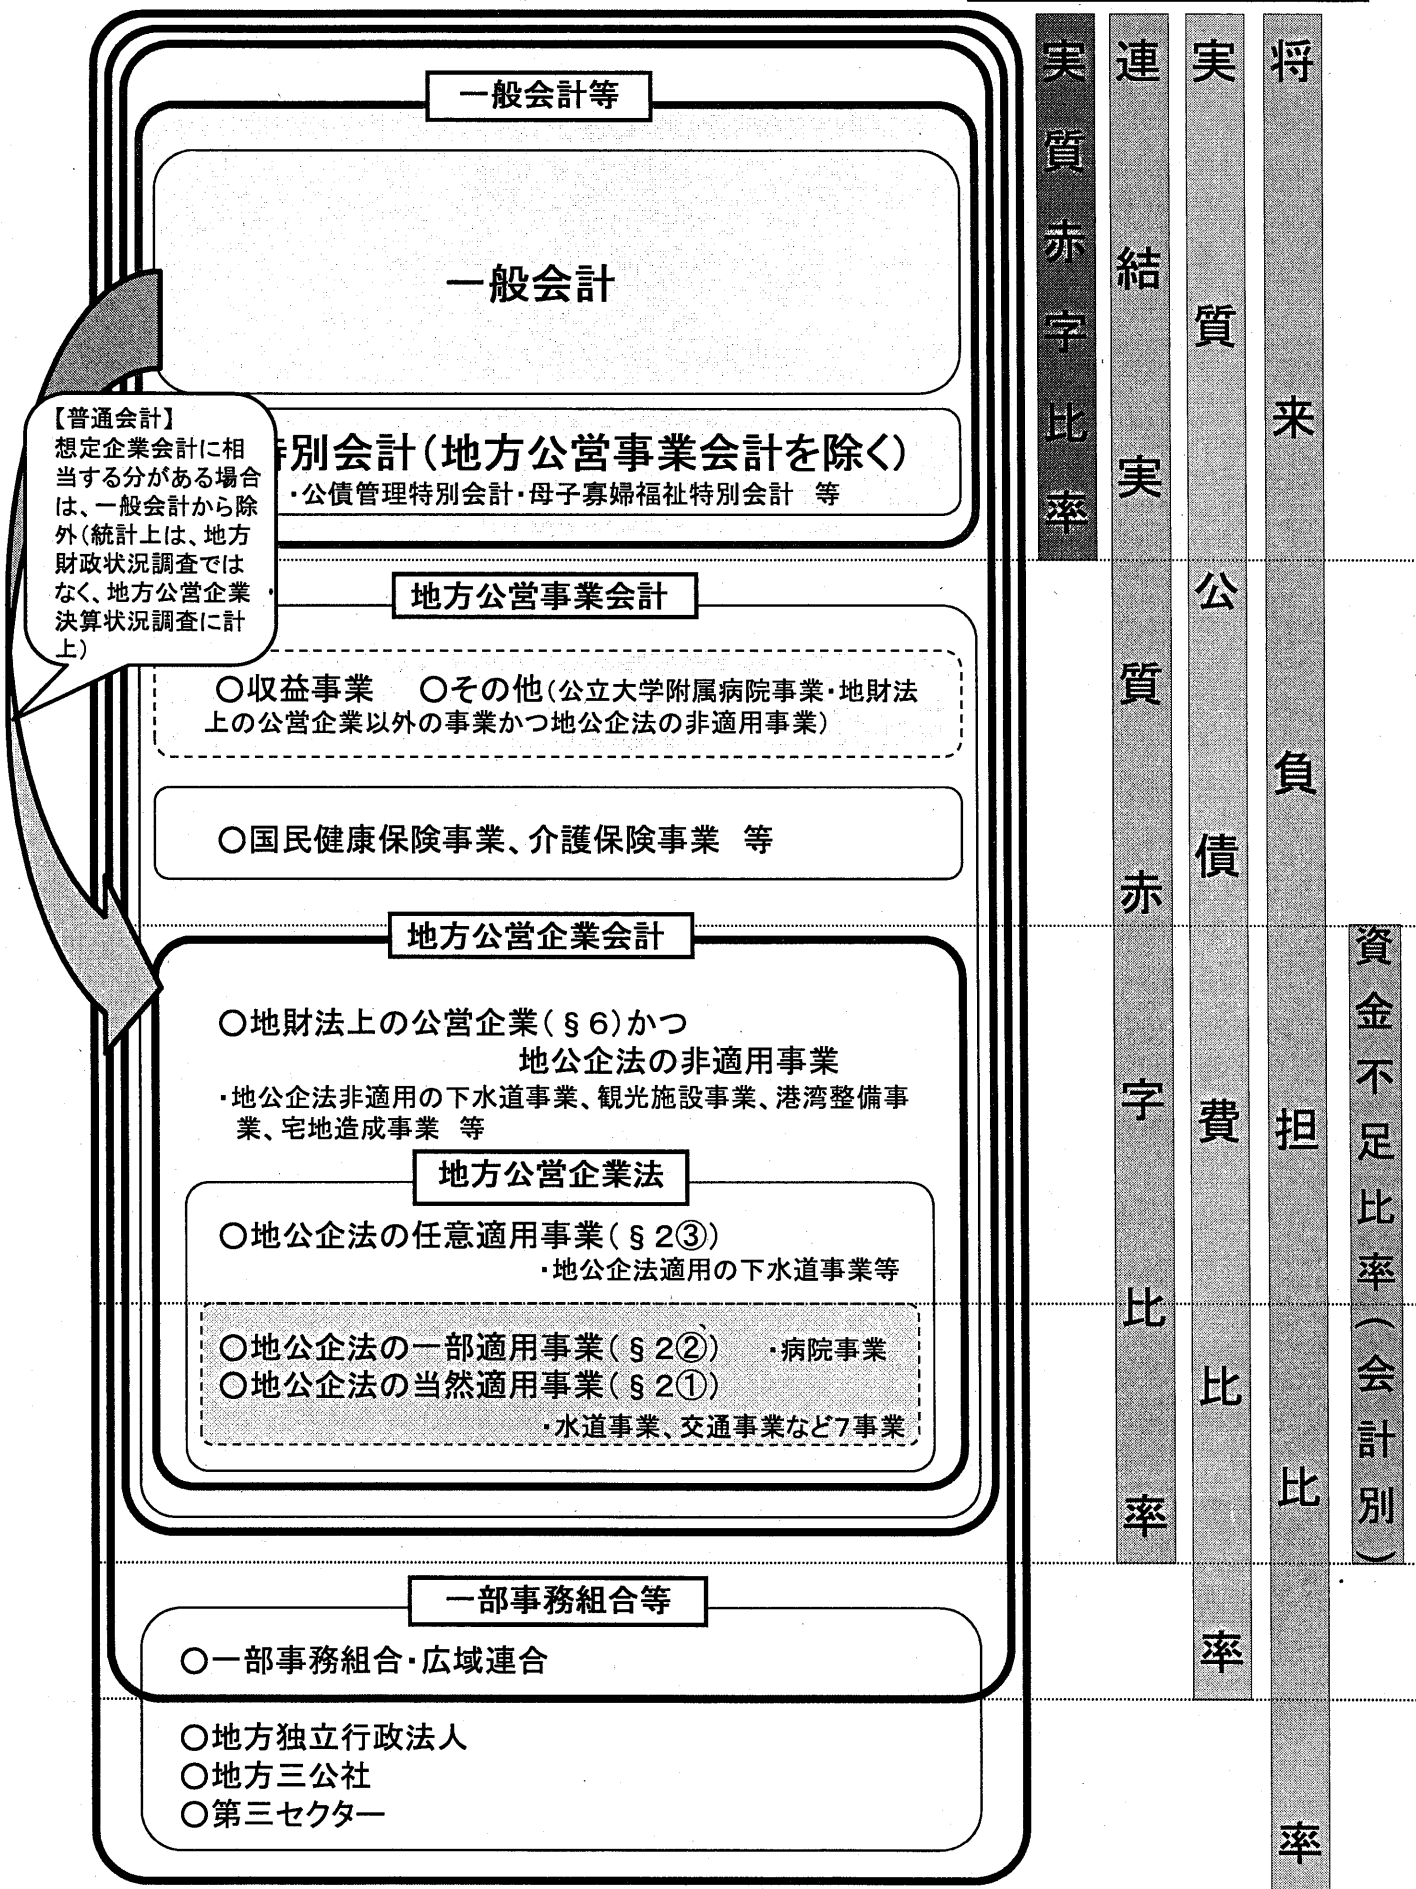 一般会計等
一般会計
別会計(地方公営事業会計を除く)
・公債管理特別会計・母子寡婦福祉特別会計 等
【普通会計】
想定企業会計に相
当する分がある場合
は、一般会計から除
外(統計上は、地方
財政状況調査では
なく、地方公営企業
決算状況調査に計
上)
地方公営事業会計
○収益事業 ○その他(公立大学附属病院事業・地財法
上の公営企業以外の事業かつ地公企法の非適用事業)
○国民健康保険事業、介護保険事業 等
地方公営企業会計
○地財法上の公営企業(§6)かつ
地公企法の非適用事業
・地公企法非適用の下水道事業、観光施設事業、港湾整備事
業、宅地造成事業 等
地方公営企業法
○地公企法の任意適用事業(§2③)
・地公企法適用の下水道事業等
○地公企法の一部適用事業(§2②) ・病院事業
○地公企法の当然適用事業(§2①)
・水道事業、交通事業など7事業
一部事務組合等
○一部事務組合・広域連合
○地方独立行政法人
○地方三公社
○第三セクター
実質赤字比率
連結実質赤字比率
実質公債費比率
将来負担比率
資金不足比率(会計別)